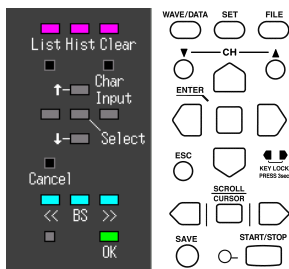 WAVE/DATA SET FILE
List Hist Clear
▼ CH ▲
Char
Input
ENTER
Select
ESC
KEY LOCK
PRESS 3sec
Cancel
SCROLL
CURSOR
<< BS >>
SAVE START/STOP
OK